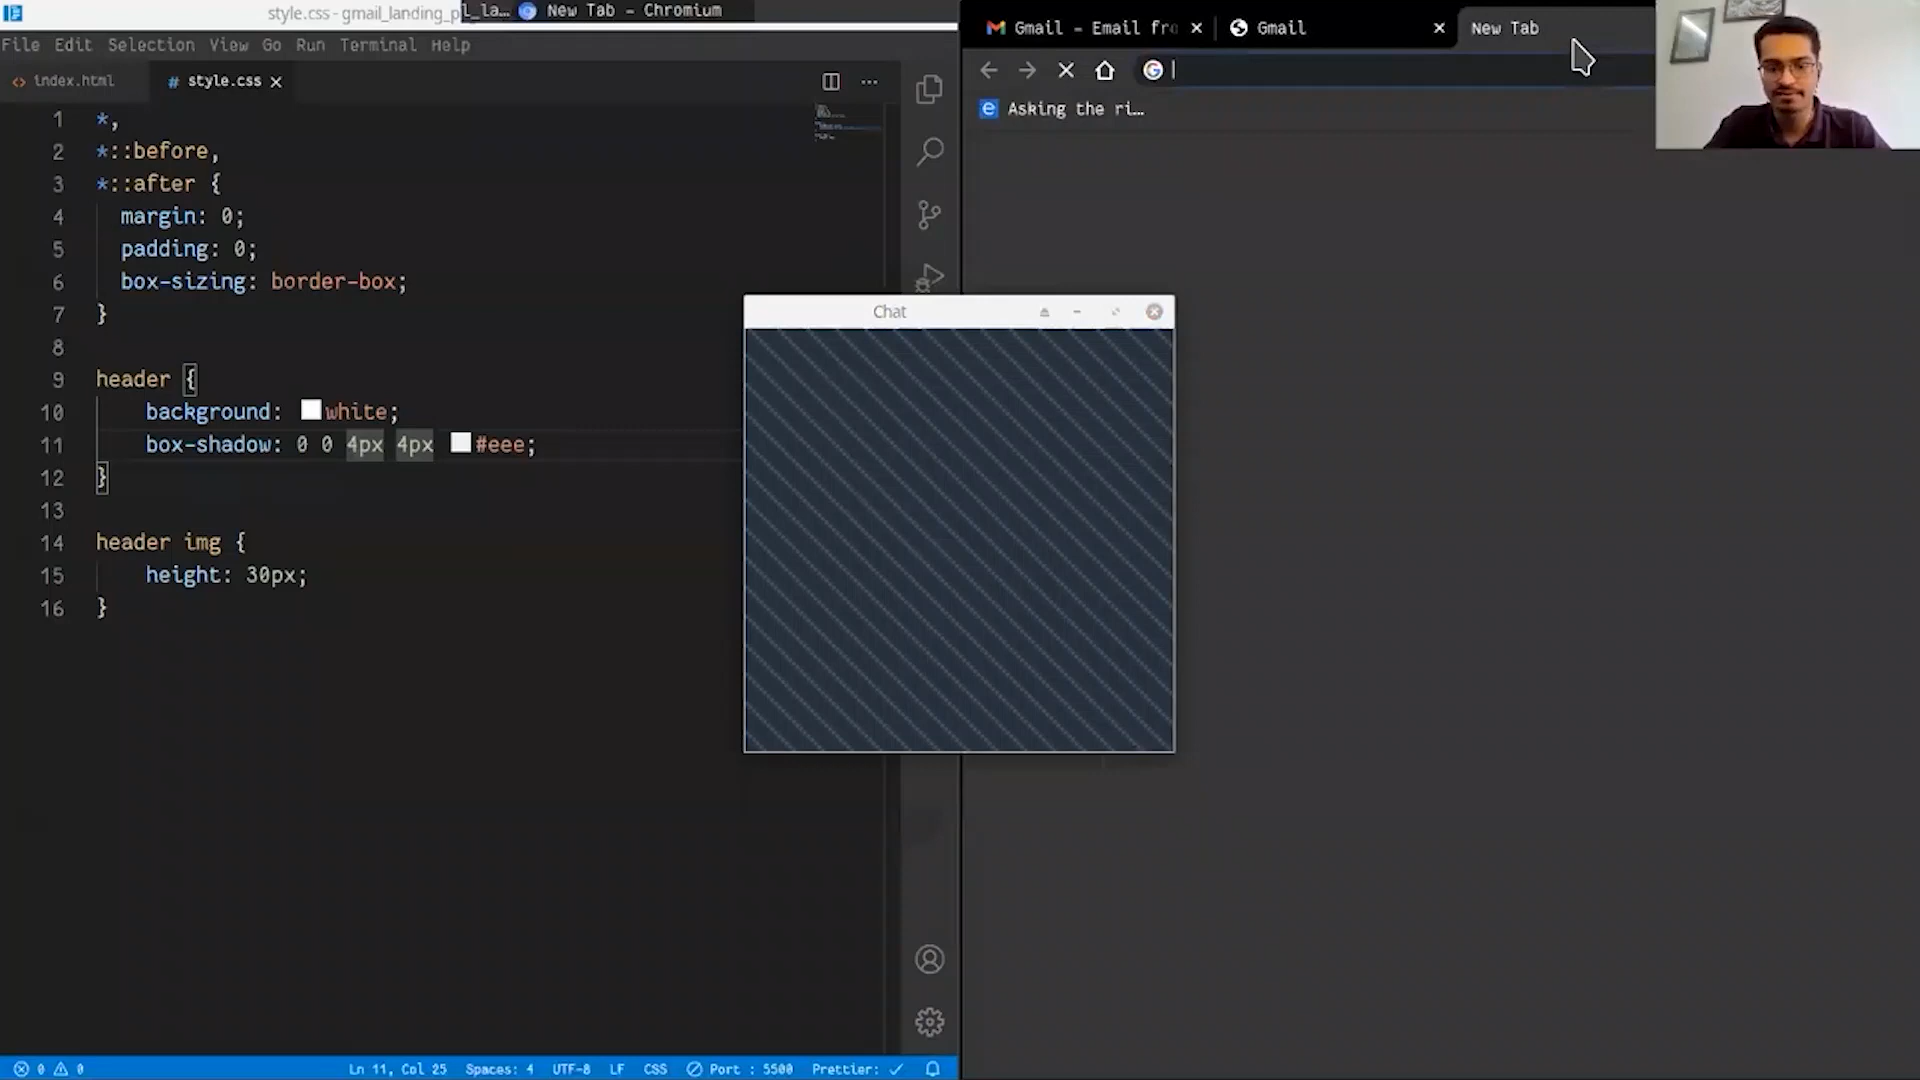 style.css - gmail_landing_p
l_la… New Tab - Chromium
File Edit Selection View Go Run Terminal Help
index.html
# style.css
1 *,
2 *::before,
3 *::after {
4 margin: 0;
5 padding: 0;
6 box-sizing: border-box;
7 }
8
9 header {
10 background: white;
11 box-shadow: 0 0 4px 4px #eee;
12 }
13
14 header img {
15 height: 30px;
16 }
0 0
Ln 11, Col 25 Spaces: 4 UTF-8 LF CSS Port : 5500 Prettier: ✓
Chat
Gmail - Email fro
Gmail
New Tab
Asking the ri…